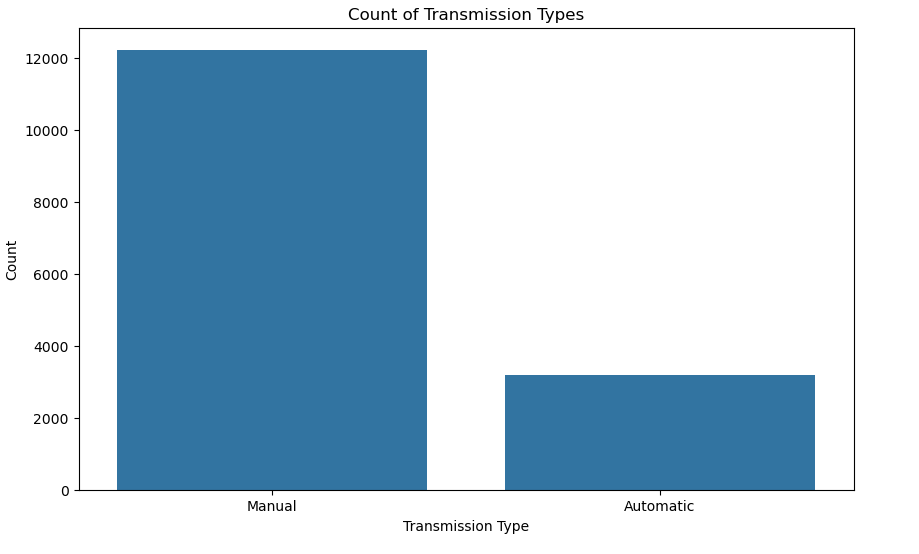 Count of Transmission Types
12000
10000
8000
6000
4000
2000
0
Count
Manual Automatic
Transmission Type